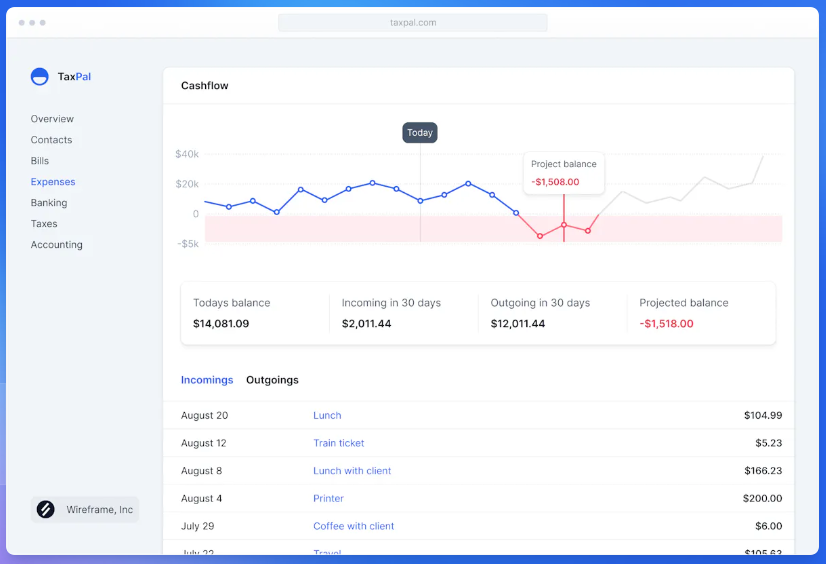 taxpal.com
TaxPal
Overview
Contacts
Bills
Expenses
Banking
Taxes
Accounting
Wireframe, Inc
Cashflow
Today
Project balance
-$1,508.00
$40k
$20k
0
-$5k
Todays balance Incoming in 30 days Outgoing in 30 days Projected balance
$14,081.09 $2,011.44 $12,011.44 -$1,518.00
Incomings Outgoings
August 20 Lunch $104.99
August 12 Train ticket $5.23
August 8 Lunch with client $166.23
August 4 Printer $200.00
July 29 Coffee with client $6.00
July 22 Travel $105.63